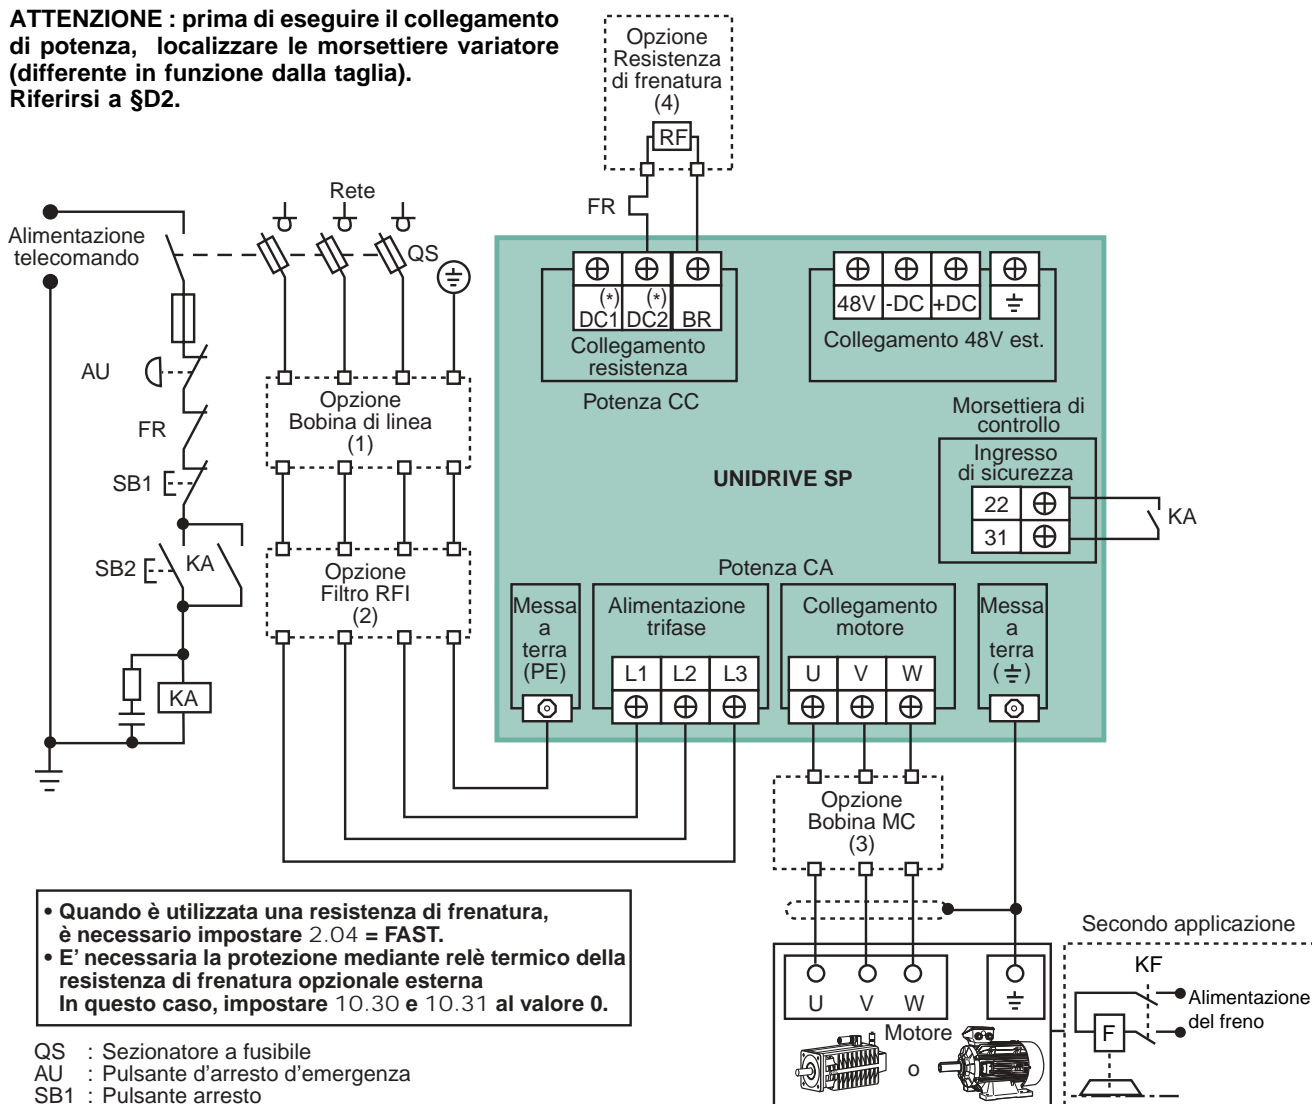 ATTENZIONE : prima di eseguire il collegamento
di potenza, localizzare le morsettiere variatore
(differente in funzione dalla taglia).
Riferirsi a §D2.
Opzione
Resistenza
di frenatura
(4)
RF
FR
Rete
Alimentazione
telecomando
QS
AU
FR
SB1
SB2
KA
KA
Opzione
Bobina di linea
(1)
Opzione
Filtro RFI
(2)
(*)
DC1
(*)
DC2
BR
Collegamento
resistenza
Potenza CC
48V
-DC
+DC
Collegamento 48V est.
Morsettiera di
controllo
Ingresso
di sicurezza
22
31
KA
UNIDRIVE SP
Potenza CA
Messa
a
terra
(PE)
Alimentazione
trifase
L1
L2
L3
Collegamento
motore
U
V
W
Messa
a
terra
(⏚)
Opzione
Bobina MC
(3)
• Quando è utilizzata una resistenza di frenatura,
è necessario impostare 2.04 = FAST.
• E' necessaria la protezione mediante relè termico della
resistenza di frenatura opzionale esterna
In questo caso, impostare 10.30 e 10.31 al valore 0.
U
V
W
Motore
o
Secondo applicazione
KF
Alimentazione
del freno
F
QS : Sezionatore a fusibile
AU : Pulsante d'arresto d'emergenza
SB1 : Pulsante arresto